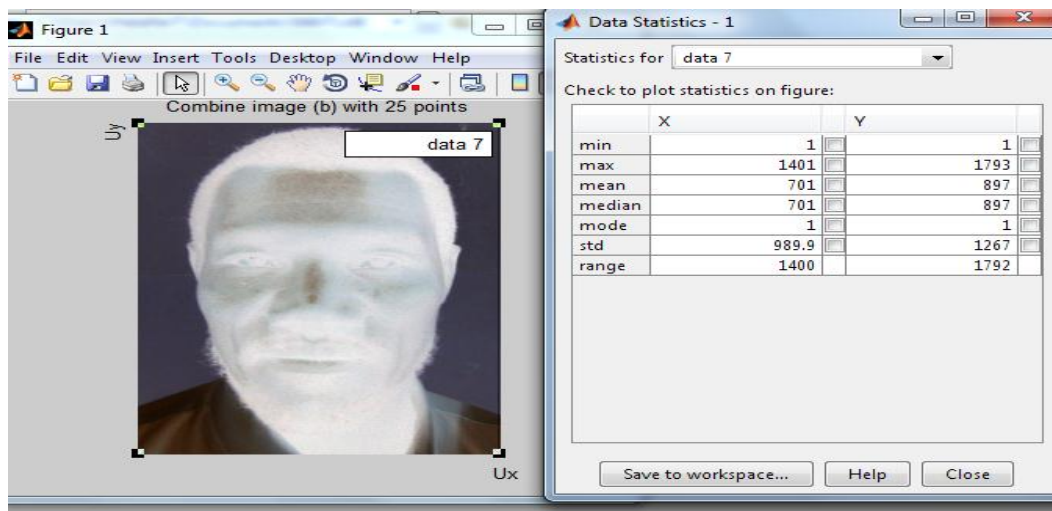 Figure 1
File Edit View Insert Tools Desktop Window Help
Combine image (b) with 25 points
Uy
data 7
Ux
Data Statistics - 1
Statistics for data 7
Check to plot statistics on figure:
X Y
min 1 1
max 1401 1793
mean 701 897
median 701 897
mode 1 1
std 989.9 1267
range 1400 1792
Save to workspace... Help Close